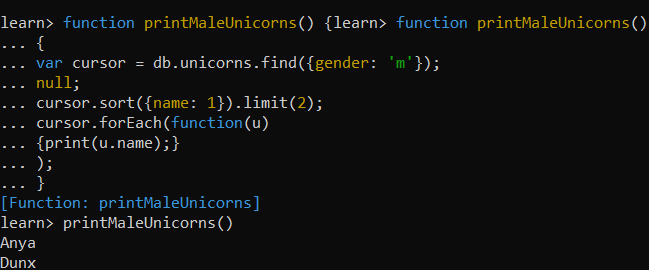 learn> function printMaleUnicorns() {learn> function printMaleUnicorns()
... {
... var cursor = db.unicorns.find({gender: 'm'});
... null;
... cursor.sort({name: 1}).limit(2);
... cursor.forEach(function(u)
... {print(u.name);}
... );
... }
[Function: printMaleUnicorns]
learn> printMaleUnicorns()
Anya
Dunx